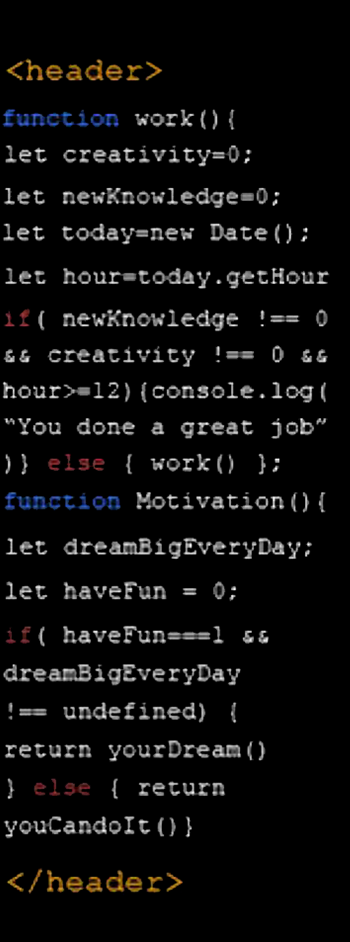 <header>
function work(){
let creativity=0;
let newKnowledge=0;
let today=new Date();
let hour=today.getHour
if( newKnowledge !== 0
&& creativity !== 0 &&
hour>=12){console.log(
"You done a great job"
)} else { work() };
function Motivation(){
let dreamBigEveryDay;
let haveFun = 0;
if( haveFun===1 &&
dreamBigEveryDay
!== undefined) {
return yourDream()
} else { return
youCandoIt()}
</header>